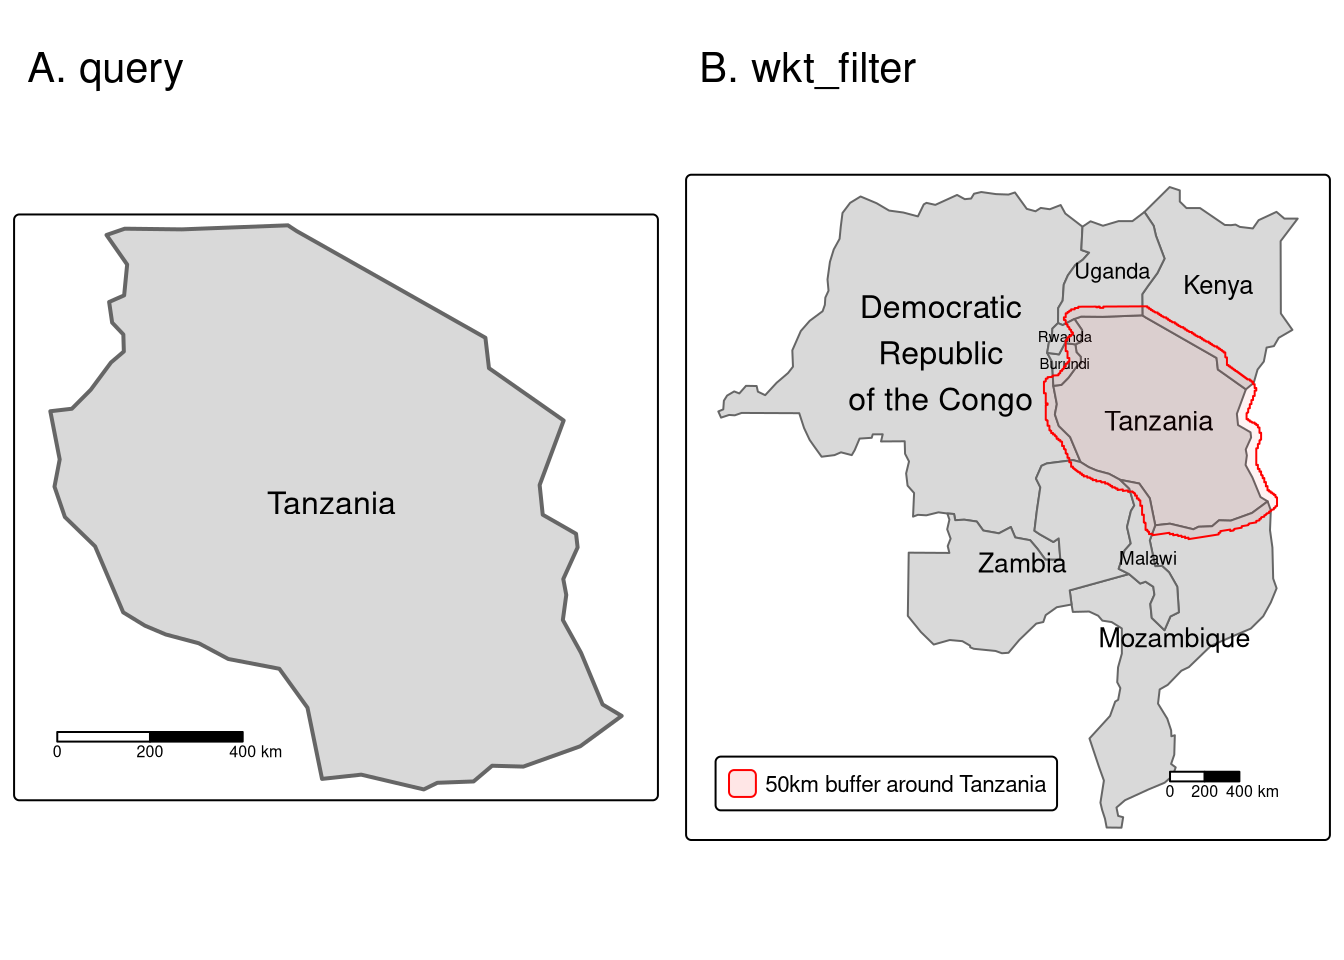 A. query
Tanzania
0 200 400 km
B. wkt_filter
Uganda
Kenya
Democratic
Republic
of the Congo
Rwanda
Burundi
Tanzania
Zambia
Malawi
Mozambique
50km buffer around Tanzania
0 200 400 km